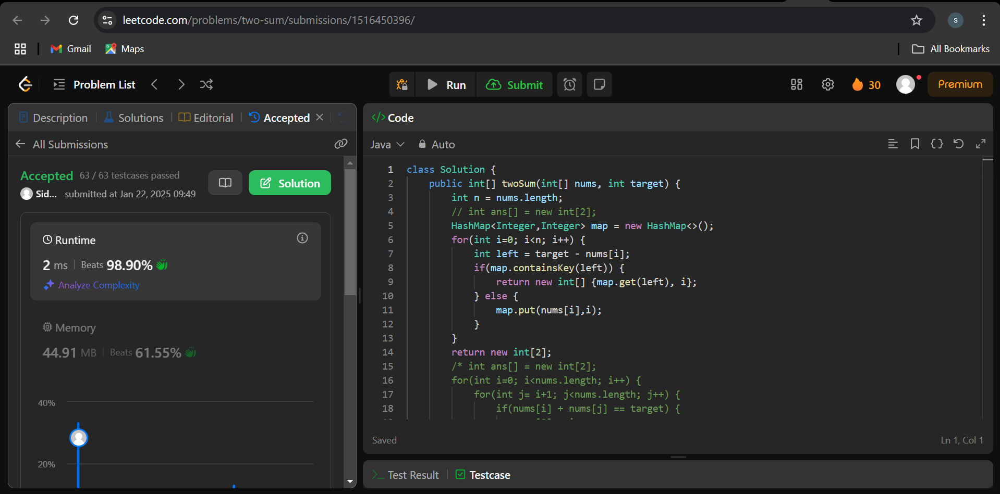 leetcode.com/problems/two-sum/submissions/1516450396/
S
Gmail
Maps
All Bookmarks
Problem List
Run
Submit
30
Premium
Description
Solutions
Editorial
Accepted
All Submissions
Accepted 63 / 63 testcases passed
Sid... submitted at Jan 22, 2025 09:49
Solution
Runtime
2 ms Beats 98.90%
Analyze Complexity
Memory
44.91 MB Beats 61.55%
40%
20%
</> Code
Java
Auto
1 class Solution {
2 public int[] twoSum(int[] nums, int target) {
3 int n = nums.length;
4 // int ans[] = new int[2];
5 HashMap<Integer,Integer> map = new HashMap<>();
6 for(int i=0; i<n; i++) {
7 int left = target - nums[i];
8 if(map.containsKey(left)) {
9 return new int[] {map.get(left), i};
10 } else {
11 map.put(nums[i],i);
12 }
13 }
14 return new int[2];
15 /* int ans[] = new int[2];
16 for(int i=0; i<nums.length; i++) {
17 for(int j= i+1; j<nums.length; j++) {
18 if(nums[i] + nums[j] == target) {
Saved
Ln 1, Col 1
Test Result
Testcase